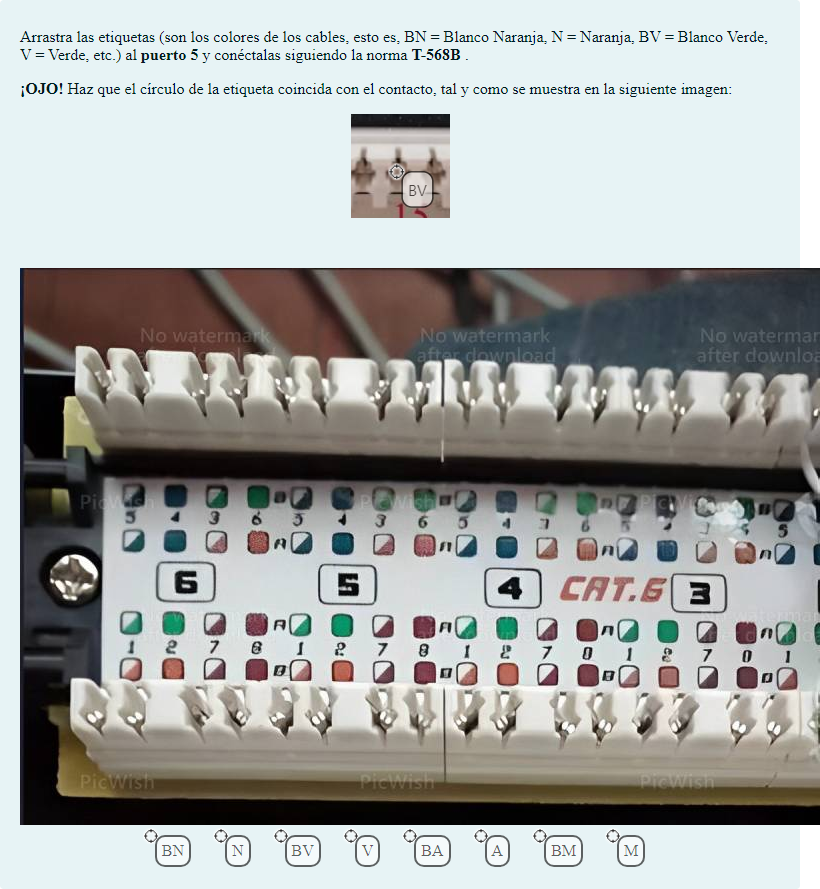 Arrastra las etiquetas (son los colores de los cables, esto es, BN = Blanco Naranja, N = Naranja, BV = Blanco Verde,
V = Verde, etc.) al puerto 5 y conéctalas siguiendo la norma T-568B .
¡OJO! Haz que el círculo de la etiqueta coincida con el contacto, tal y como se muestra en la siguiente imagen:
BV
No watermark No watermark No watermar
after download after downloa
PicWish PicWish PicWish
5 4 3 6 5 4 3 6 5 4 3 6 5
A A A A
6 5 4 CAT.6 3
A A A A
1 2 7 8 1 2 7 8 1 2 7 8 1 2 7 8 1
B B B B
PicWish PicWish PicWish
BN N BV V BA A BM M